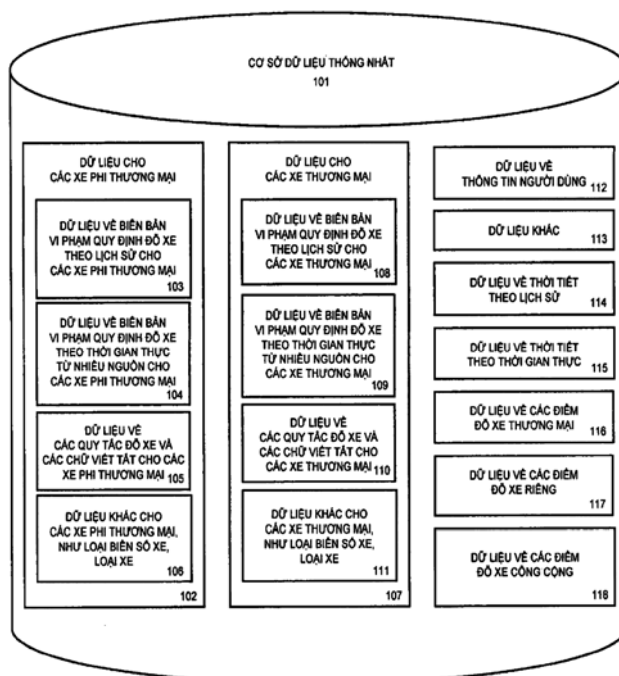 CƠ SỞ DỮ LIỆU THỐNG NHẤT
101
DỮ LIỆU CHO
CÁC XE PHI THƯƠNG MẠI
DỮ LIỆU VỀ BIÊN BẢN
VI PHẠM QUY ĐỊNH ĐỖ XE
THEO LỊCH SỬ CHO
CÁC XE PHI THƯƠNG MẠI
103
DỮ LIỆU VỀ BIÊN BẢN
VI PHẠM QUY ĐỊNH ĐỖ XE
THEO THỜI GIAN THỰC
TỪ NHIỀU NGUỒN CHO
CÁC XE PHI THƯƠNG MẠI
104
DỮ LIỆU VỀ
CÁC QUY TẮC ĐỖ XE VÀ
CÁC CHỮ VIẾT TẮT CHO CÁC
XE PHI THƯƠNG MẠI 105
DỮ LIỆU KHÁC CHO
CÁC XE PHI THƯƠNG MẠI,
NHƯ LOẠI BIỂN SỐ XE,
LOẠI XE
106
102
DỮ LIỆU CHO
CÁC XE THƯƠNG MẠI
DỮ LIỆU VỀ BIÊN BẢN
VI PHẠM QUY ĐỊNH ĐỖ XE
THEO LỊCH SỬ CHO
CÁC XE THƯƠNG MẠI 108
DỮ LIỆU VỀ BIÊN BẢN
VI PHẠM QUY ĐỊNH ĐỖ XE
THEO THỜI GIAN THỰC
TỪ NHIỀU NGUỒN CHO
CÁC XE THƯƠNG MẠI
109
DỮ LIỆU VỀ
CÁC QUY TẮC ĐỖ XE VÀ
CÁC CHỮ VIẾT TẮT CHO
CÁC XE THƯƠNG MẠI 110
DỮ LIỆU KHÁC CHO
CÁC XE THƯƠNG MẠI,
NHƯ LOẠI BIỂN SỐ XE,
LOẠI XE
111
107
DỮ LIỆU VỀ
THÔNG TIN NGƯỜI DÙNG 112
DỮ LIỆU KHÁC
113
DỮ LIỆU VỀ THỜI TIẾT
THEO LỊCH SỬ 114
DỮ LIỆU VỀ THỜI TIẾT
THEO THỜI GIAN THỰC 115
DỮ LIỆU VỀ CÁC ĐIỂM
ĐỖ XE THƯƠNG MẠI 116
DỮ LIỆU VỀ CÁC ĐIỂM
ĐỖ XE RIÊNG
117
DỮ LIỆU VỀ CÁC ĐIỂM
ĐỖ XE CÔNG CỘNG
118